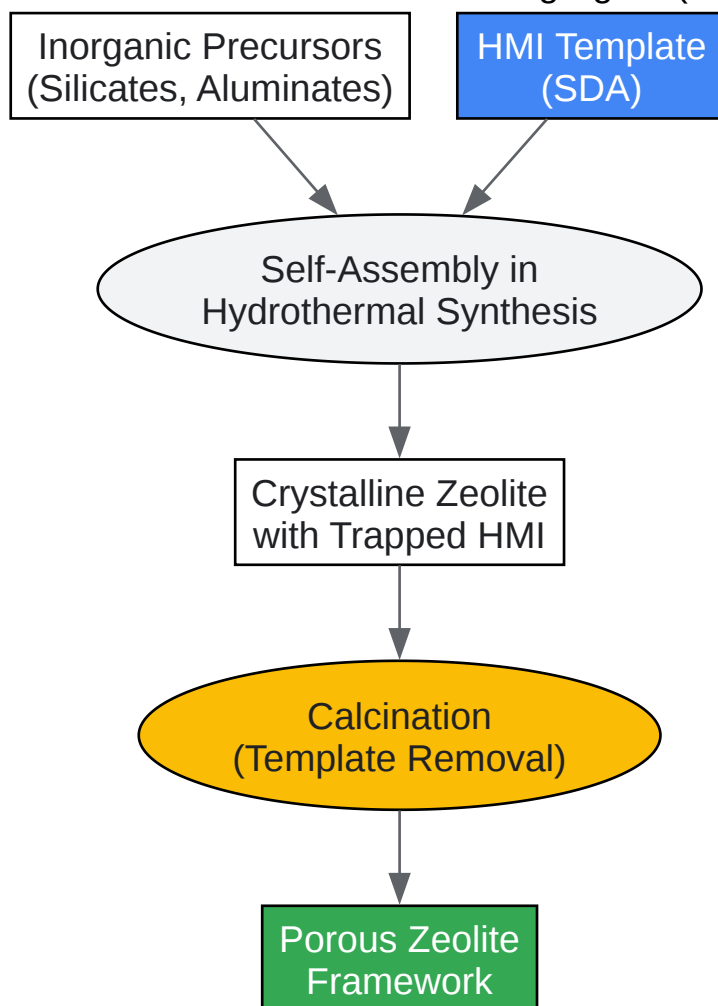 Inorganic Precursors
(Silicates, Aluminates)
HMI Template
(SDA)
Self-Assembly in
Hydrothermal Synthesis
Crystalline Zeolite
with Trapped HMI
Calcination
(Template Removal)
Porous Zeolite
Framework